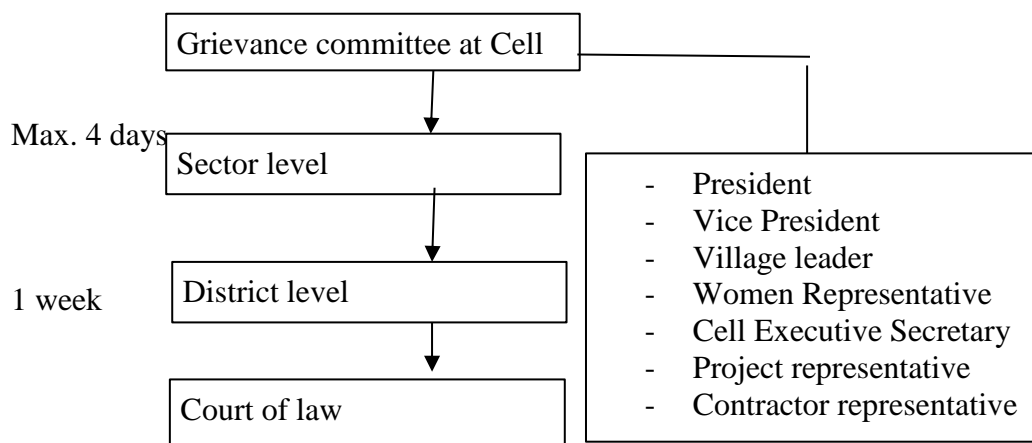 Grievance committee at Cell
Max. 4 days
Sector level
1 week
District level
Court of law
- President
- Vice President
- Village leader
- Women Representative
- Cell Executive Secretary
- Project representative
- Contractor representative